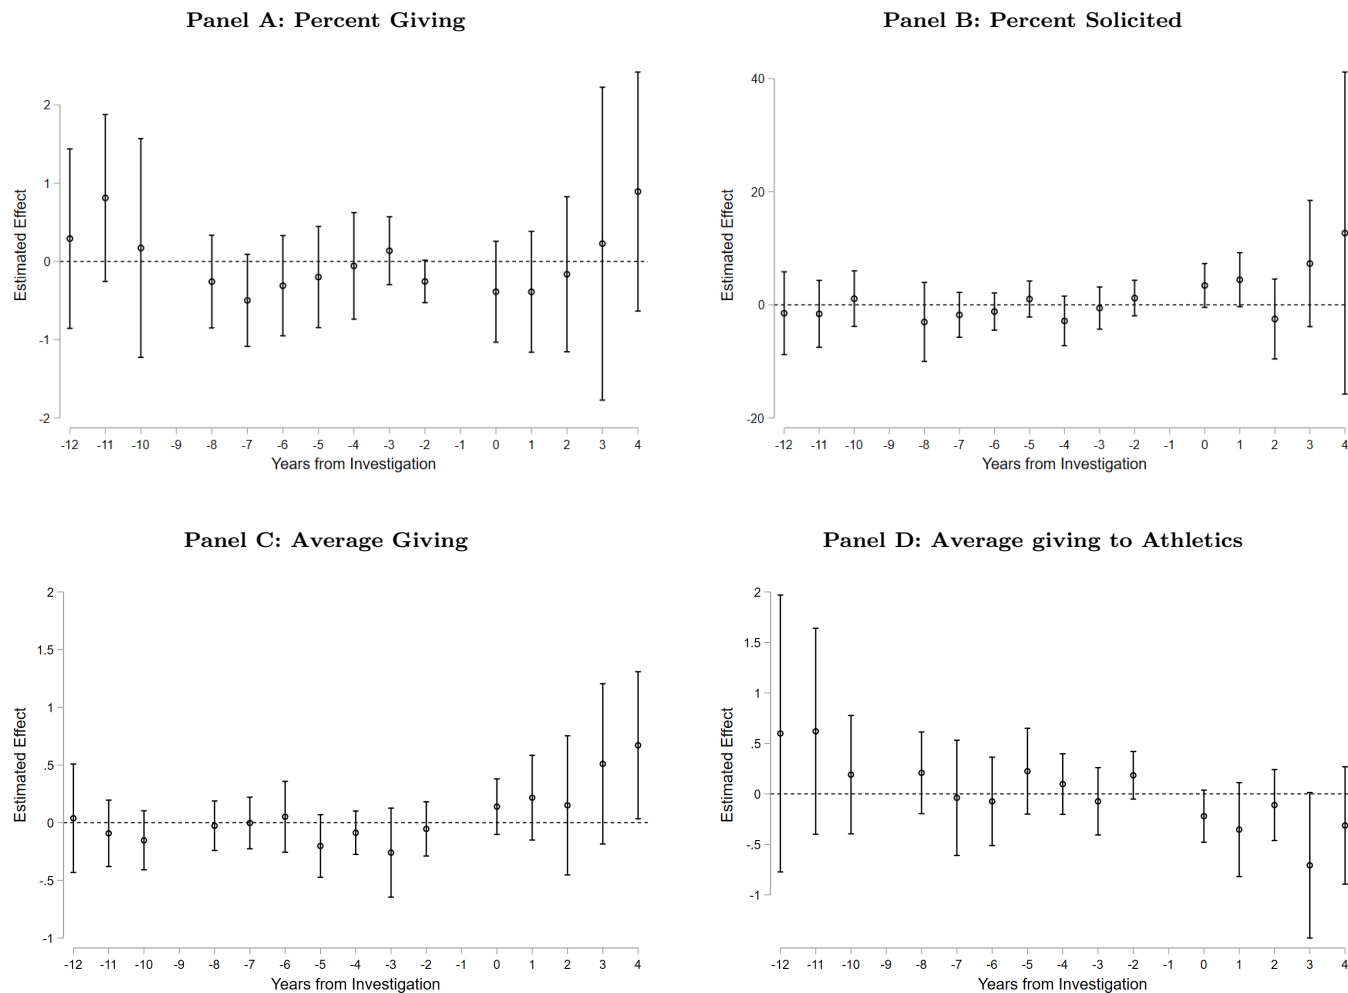 Panel A: Percent Giving
Estimated Effect
2
1
0
-1
-2
-12 -11 -10 -9 -8 -7 -6 -5 -4 -3 -2 -1 0 1 2 3 4
Years from Investigation
Panel B: Percent Solicited
Estimated Effect
40
20
0
-20
-12 -11 -10 -9 -8 -7 -6 -5 -4 -3 -2 -1 0 1 2 3 4
Years from Investigation
Panel C: Average Giving
Estimated Effect
2
1.5
1
.5
0
-.5
-1
-12 -11 -10 -9 -8 -7 -6 -5 -4 -3 -2 -1 0 1 2 3 4
Years from Investigation
Panel D: Average giving to Athletics
Estimated Effect
2
1.5
1
.5
0
-.5
-1
-12 -11 -10 -9 -8 -7 -6 -5 -4 -3 -2 -1 0 1 2 3 4
Years from Investigation